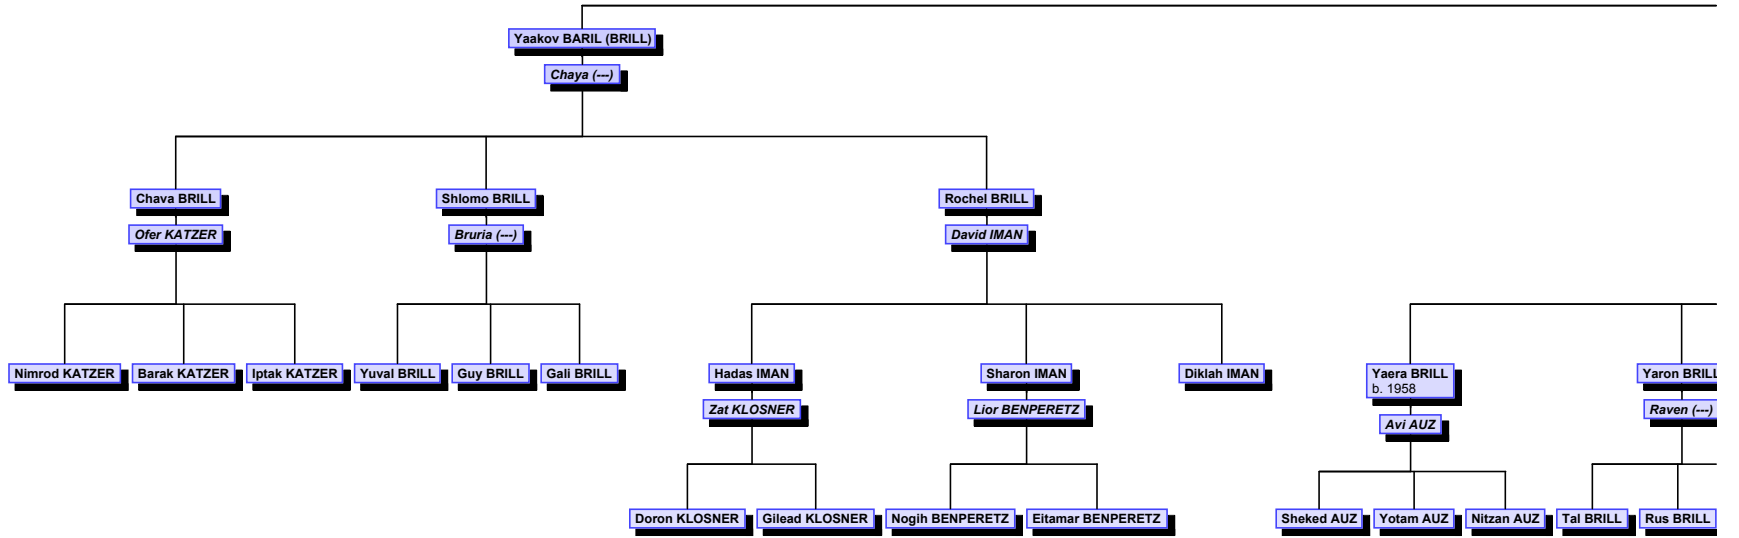 Yaakov BARIL (BRILL)
Chaya (---)
Chava BRILL
Shlomo BRILL
Rochel BRILL
Ofer KATZER
Bruria (---)
David IMAN
Nimrod KATZER
Barak KATZER
Iptak KATZER
Yuval BRILL
Guy BRILL
Gali BRILL
Hadas IMAN
Sharon IMAN
Diklah IMAN
Yaera BRILL
b. 1958
Yaron BRILL
Zat KLOSNER
Lior BENPERETZ
Avi AUZ
Raven (---)
Doron KLOSNER
Gilead KLOSNER
Nogih BENPERETZ
Eitamar BENPERETZ
Sheked AUZ
Yotam AUZ
Nitzan AUZ
Tal BRILL
Rus BRILL